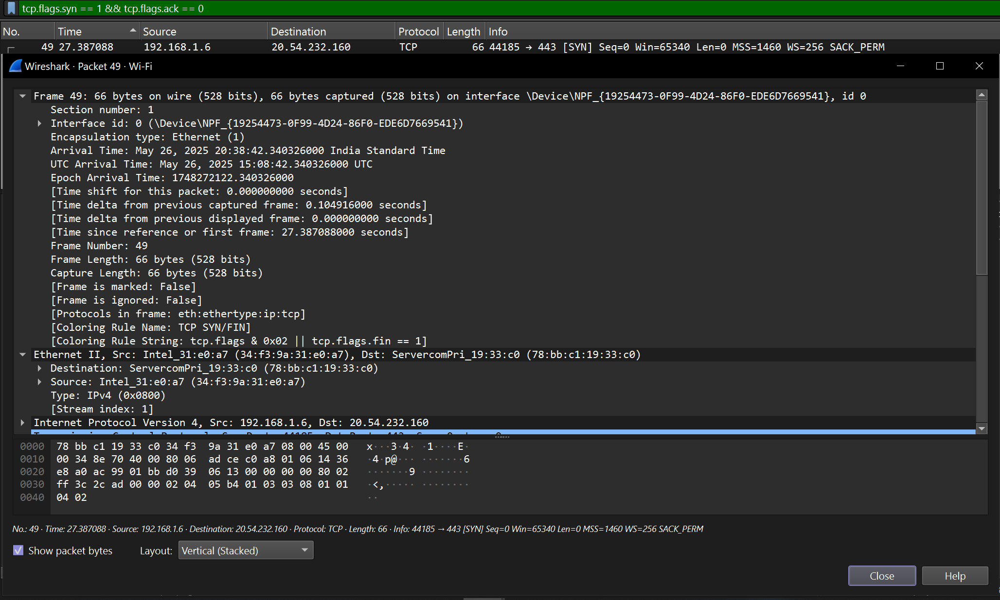 tcp.flags.syn == 1 && tcp.flags.ack == 0
No. Time Source Destination Protocol Length Info
49 27.387088 192.168.1.6 20.54.232.160 TCP 66 44185 → 443 [SYN] Seq=0 Win=65340 Len=0 MSS=1460 WS=256 SACK_PERM
Wireshark · Packet 49 · Wi-Fi
Frame 49: 66 bytes on wire (528 bits), 66 bytes captured (528 bits) on interface \Device\NPF_{19254473-0F99-4D24-86F0-EDE6D7669541}, id 0
Section number: 1
Interface id: 0 (\Device\NPF_{19254473-0F99-4D24-86F0-EDE6D7669541})
Encapsulation type: Ethernet (1)
Arrival Time: May 26, 2025 20:38:42.340326000 India Standard Time
UTC Arrival Time: May 26, 2025 15:08:42.340326000 UTC
Epoch Arrival Time: 1748272122.340326000
[Time shift for this packet: 0.000000000 seconds]
[Time delta from previous captured frame: 0.104916000 seconds]
[Time delta from previous displayed frame: 0.000000000 seconds]
[Time since reference or first frame: 27.387088000 seconds]
Frame Number: 49
Frame Length: 66 bytes (528 bits)
Capture Length: 66 bytes (528 bits)
[Frame is marked: False]
[Frame is ignored: False]
[Protocols in frame: eth:ethertype:ip:tcp]
[Coloring Rule Name: TCP SYN/FIN]
[Coloring Rule String: tcp.flags & 0x02 || tcp.flags.fin == 1]
Ethernet II, Src: Intel_31:e0:a7 (34:f3:9a:31:e0:a7), Dst: ServercomPri_19:33:c0 (78:bb:c1:19:33:c0)
Destination: ServercomPri_19:33:c0 (78:bb:c1:19:33:c0)
Source: Intel_31:e0:a7 (34:f3:9a:31:e0:a7)
Type: IPv4 (0x0800)
[Stream index: 1]
Internet Protocol Version 4, Src: 192.168.1.6, Dst: 20.54.232.160
0000 78 bb c1 19 33 c0 34 f3 9a 31 e0 a7 08 00 45 00 x···3·4· ·1····E·
0010 00 34 8e 70 40 00 80 06 ad ce c0 a8 01 06 14 36 ·4·p@··· ·······6
0020 e8 a0 ac 99 01 bb d0 39 06 13 00 00 00 00 80 02 ·······9 ········
0030 ff 3c 2c ad 00 00 02 04 05 b4 01 03 03 08 01 01 ·<,····· ········
0040 04 02 ··
No.: 49 · Time: 27.387088 · Source: 192.168.1.6 · Destination: 20.54.232.160 · Protocol: TCP · Length: 66 · Info: 44185 → 443 [SYN] Seq=0 Win=65340 Len=0 MSS=1460 WS=256 SACK_PERM
Show packet bytes Layout: Vertical (Stacked)
Close Help